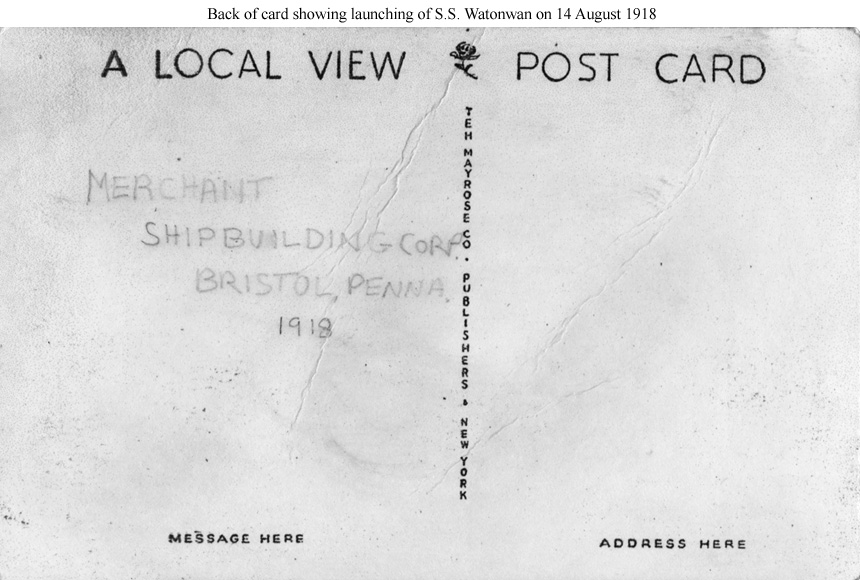 Back of card showing launching of S.S. Watonwan on 14 August 1918
A LOCAL VIEW POST CARD
MERCHANT
SHIPBUILDING CORP.
BRISTOL, PENNA.
1918
TEH MAYROSE CO. PUBLISHERS & NEW YORK
MESSAGE HERE
ADDRESS HERE